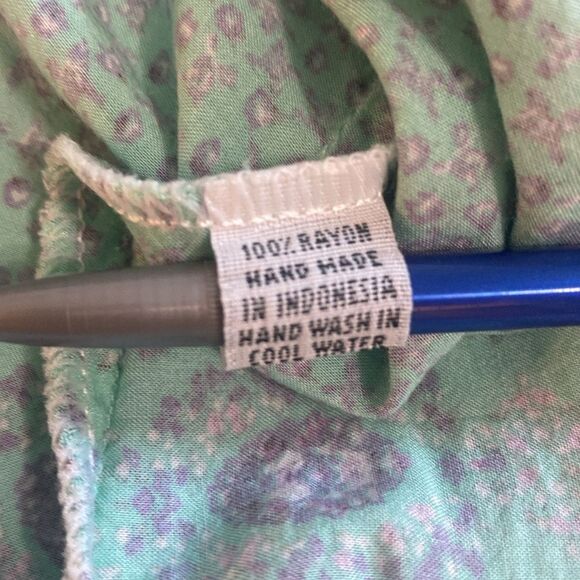 100% RAYON
HAND MADE
IN INDONESIA
HAND WASH IN
COOL WATER